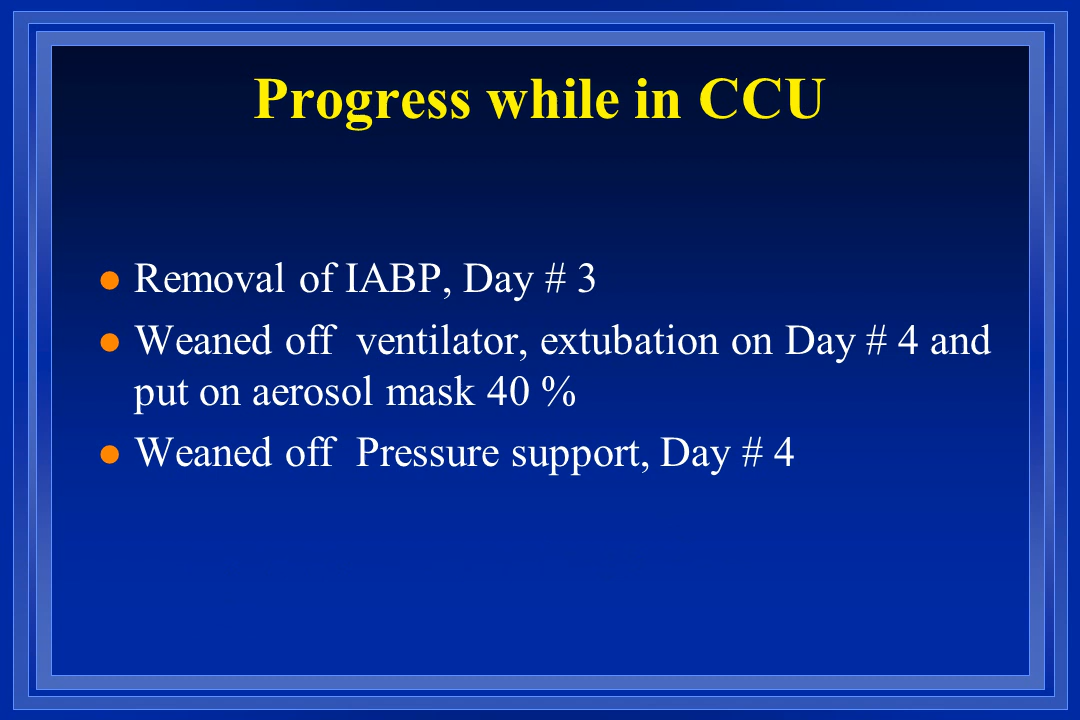 Progress while in CCU
● Removal of IABP, Day # 3
● Weaned off  ventilator, extubation on Day # 4 and
put on aerosol mask 40 %
● Weaned off  Pressure support, Day # 4